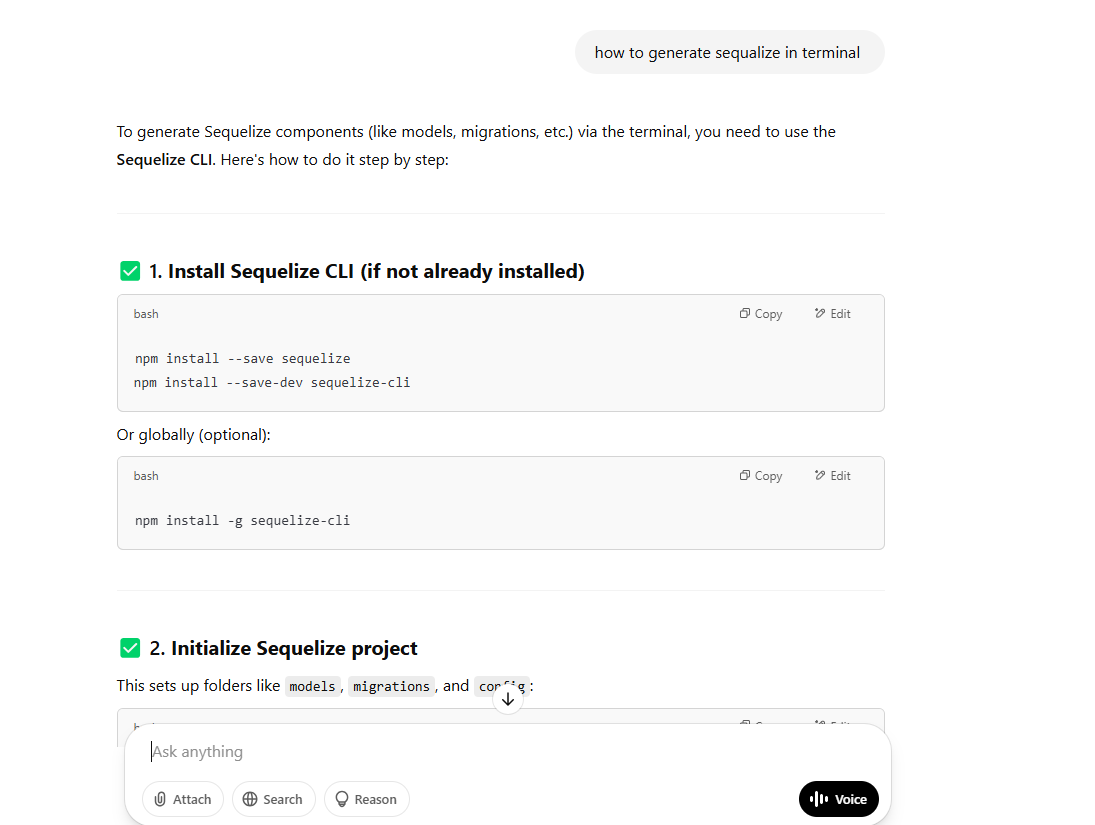 how to generate sequalize in terminal
To generate Sequelize components (like models, migrations, etc.) via the terminal, you need to use the
Sequelize CLI. Here's how to do it step by step:
1. Install Sequelize CLI (if not already installed)
bash Copy Edit
npm install --save sequelize
npm install --save-dev sequelize-cli
Or globally (optional):
bash Copy Edit
npm install -g sequelize-cli
2. Initialize Sequelize project
This sets up folders like models, migrations, and config:
Ask anything
Attach Search Reason Voice